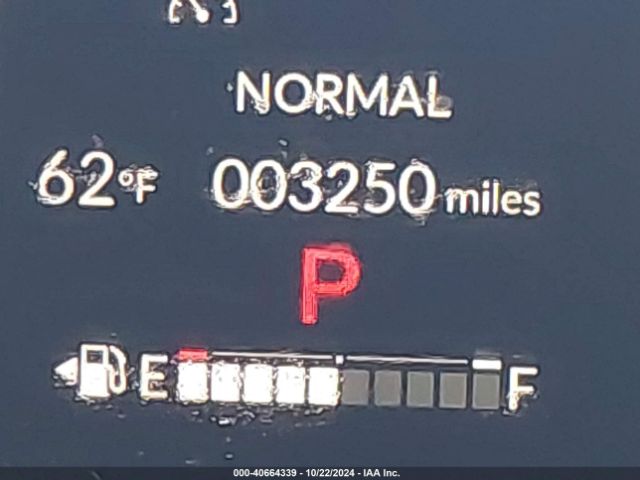 NORMAL
62°F 003250 miles
P
E F
000-40664339 - 10/22/2024 - IAA Inc.